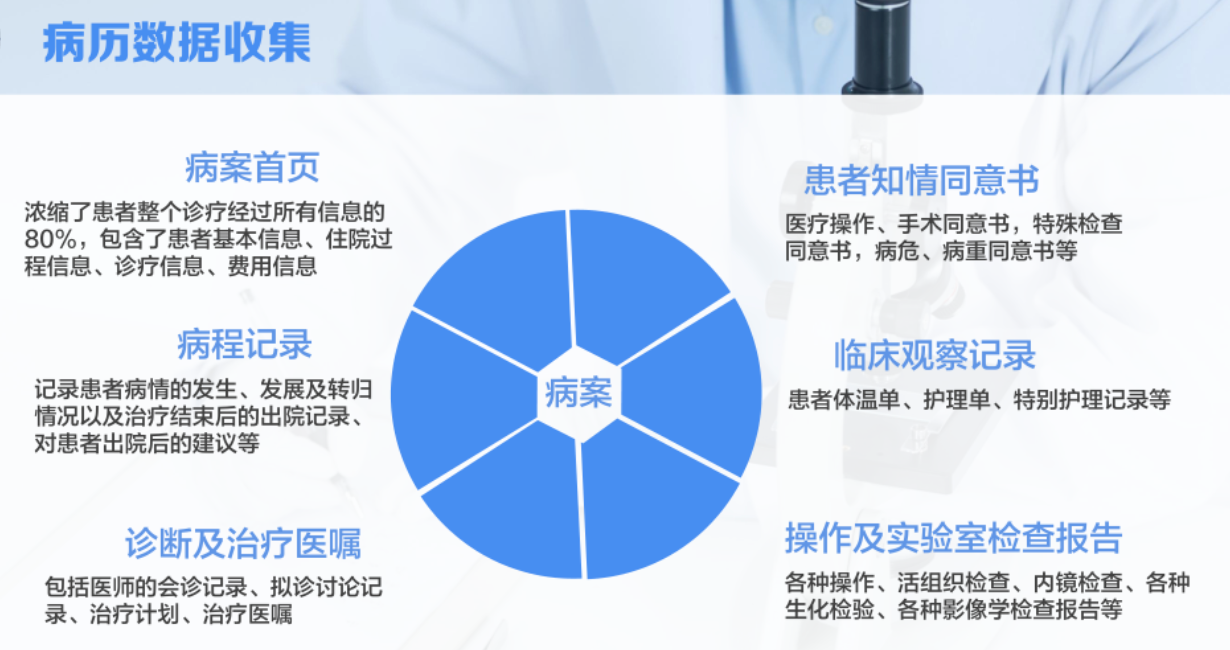 病历数据收集
病案首页
浓缩了患者整个诊疗经过所有信息的
80%，包含了患者基本信息、住院过
程信息、诊疗信息、费用信息
病程记录
记录患者病情的发生、发展及转归
情况以及治疗结束后的出院记录、
对患者出院后的建议等
诊断及治疗医嘱
包括医师的会诊记录、拟诊讨论记
录、治疗计划、治疗医嘱
病案
患者知情同意书
医疗操作、手术同意书，特殊检查
同意书，病危、病重同意书等
临床观察记录
患者体温单、护理单、特别护理记录等
操作及实验室检查报告
各种操作、活组织检查、内镜检查、各种
生化检验、各种影像学检查报告等